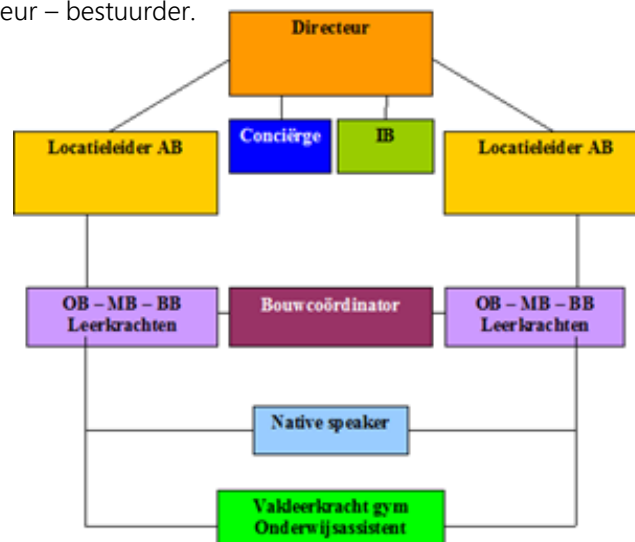 eur – bestuurder.
Directeur
Conciërge
IB
Locatieleider AB
Locatieleider AB
OB – MB – BB
Leerkrachten
Bouwcoördinator
OB – MB – BB
Leerkrachten
Native speaker
Vakleerkracht gym
Onderwijsassistent